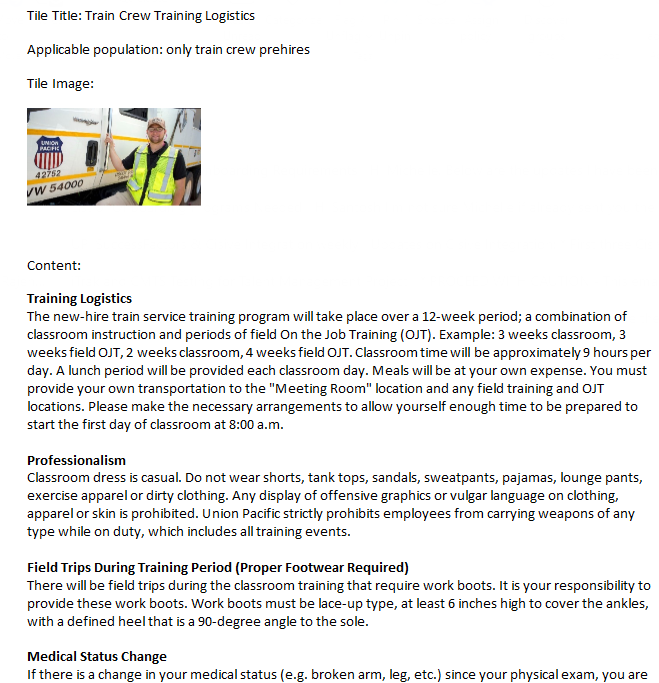 Tile Title: Train Crew Training Logistics
Applicable population: only train crew prehires
Tile Image:
UNION
PACIFIC
42752
VW 54000
Content:
Training Logistics
The new-hire train service training program will take place over a 12-week period; a combination of
classroom instruction and periods of field On the Job Training (OJT). Example: 3 weeks classroom, 3
weeks field OJT, 2 weeks classroom, 4 weeks field OJT. Classroom time will be approximately 9 hours per
day. A lunch period will be provided each classroom day. Meals will be at your own expense. You must
provide your own transportation to the "Meeting Room" location and any field training and OJT
locations. Please make the necessary arrangements to allow yourself enough time to be prepared to
start the first day of classroom at 8:00 a.m.
Professionalism
Classroom dress is casual. Do not wear shorts, tank tops, sandals, sweatpants, pajamas, lounge pants,
exercise apparel or dirty clothing. Any display of offensive graphics or vulgar language on clothing,
apparel or skin is prohibited. Union Pacific strictly prohibits employees from carrying weapons of any
type while on duty, which includes all training events.
Field Trips During Training Period (Proper Footwear Required)
There will be field trips during the classroom training that require work boots. It is your responsibility to
provide these work boots. Work boots must be lace-up type, at least 6 inches high to cover the ankles,
with a defined heel that is a 90-degree angle to the sole.
Medical Status Change
If there is a change in your medical status (e.g. broken arm, leg, etc.) since your physical exam, you are